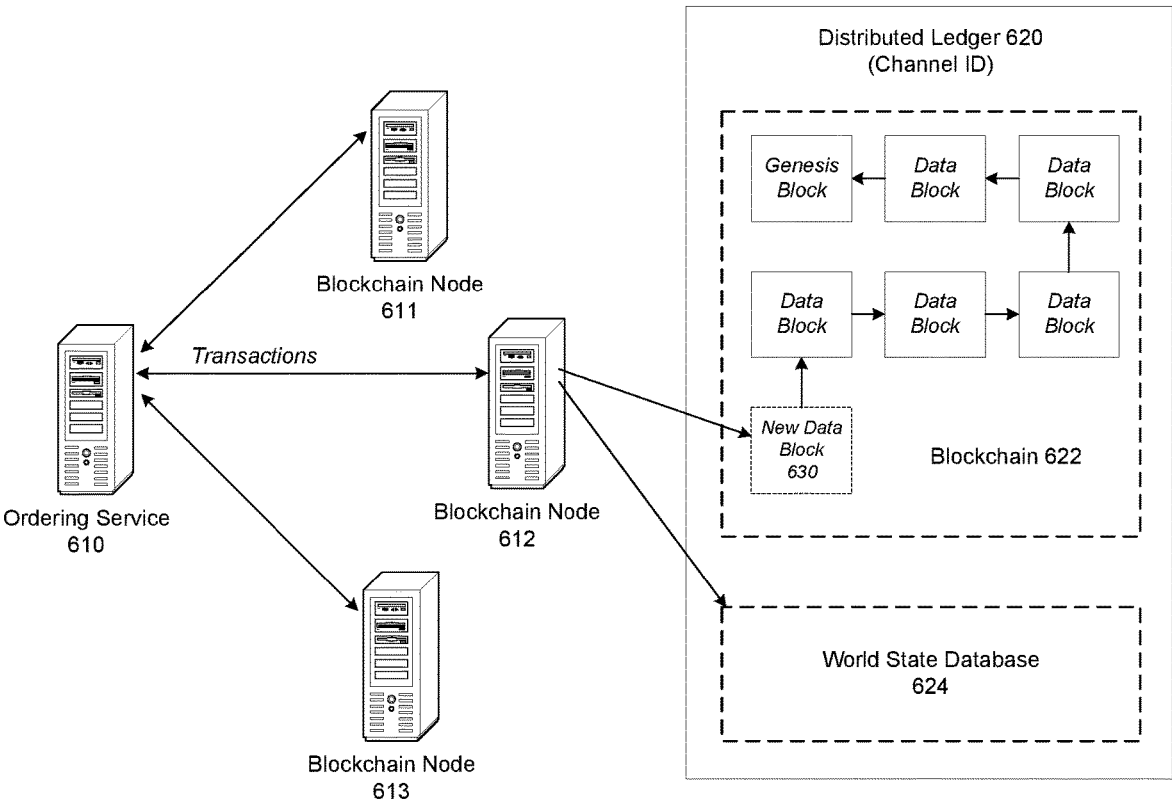 Distributed Ledger 620
(Channel ID)
Genesis
Block
Data
Block
Data
Block
Blockchain Node
611
Data
Block
Data
Block
Data
Block
Transactions
New Data
Block
630
Blockchain 622
Ordering Service
610
Blockchain Node
612
World State Database
624
Blockchain Node
613